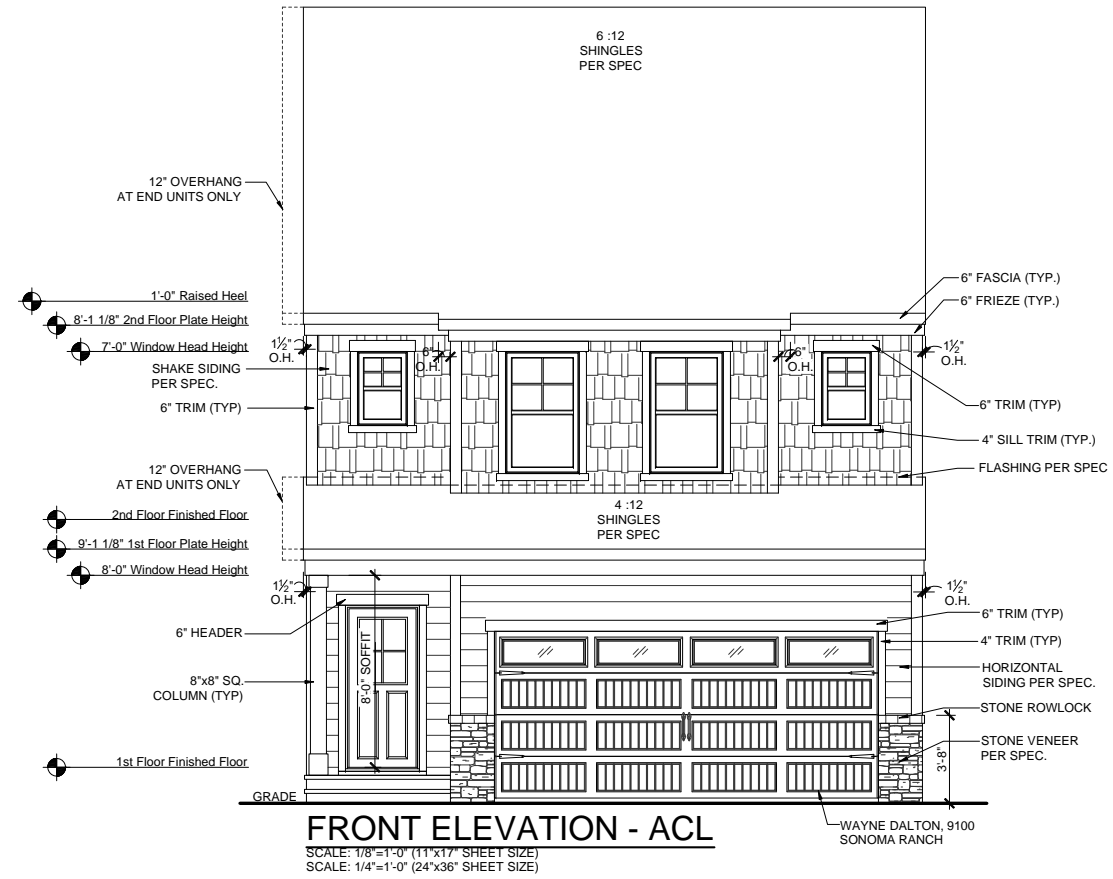 6 :12
SHINGLES
PER SPEC
12" OVERHANG
AT END UNITS ONLY
1'-0" Raised Heel
8'-1 1/8" 2nd Floor Plate Height
7'-0" Window Head Height
6" FASCIA (TYP.)
6" FRIEZE (TYP.)
1½"
O.H.
6"
O.H.
6"
O.H.
1½"
O.H.
SHAKE SIDING
PER SPEC.
6" TRIM (TYP)
6" TRIM (TYP)
4" SILL TRIM (TYP.)
FLASHING PER SPEC
12" OVERHANG
AT END UNITS ONLY
4 :12
SHINGLES
PER SPEC
2nd Floor Finished Floor
9'-1 1/8" 1st Floor Plate Height
8'-0" Window Head Height
1½"
O.H.
1½"
O.H.
6" HEADER
8"x8" SQ.
COLUMN (TYP)
8'-0" SOFFIT
6" TRIM (TYP)
4" TRIM (TYP)
HORIZONTAL
SIDING PER SPEC.
STONE ROWLOCK
STONE VENEER
PER SPEC.
3'-8"
1st Floor Finished Floor
GRADE
WAYNE DALTON, 9100
SONOMA RANCH
FRONT ELEVATION - ACL
SCALE: 1/8"=1'-0" (11"x17" SHEET SIZE)
SCALE: 1/4"=1'-0" (24"x36" SHEET SIZE)